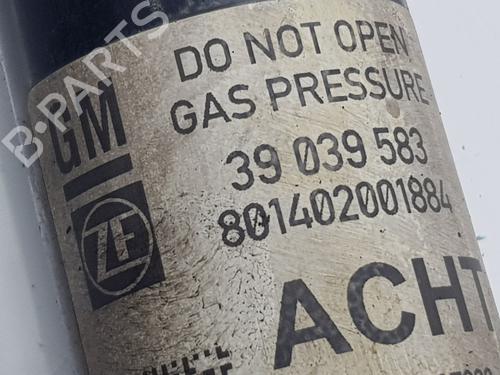 DO NOT OPEN
GAS PRESSURE
GM
39 039 583
801402001884
ZF
ACHT
B-PARTS